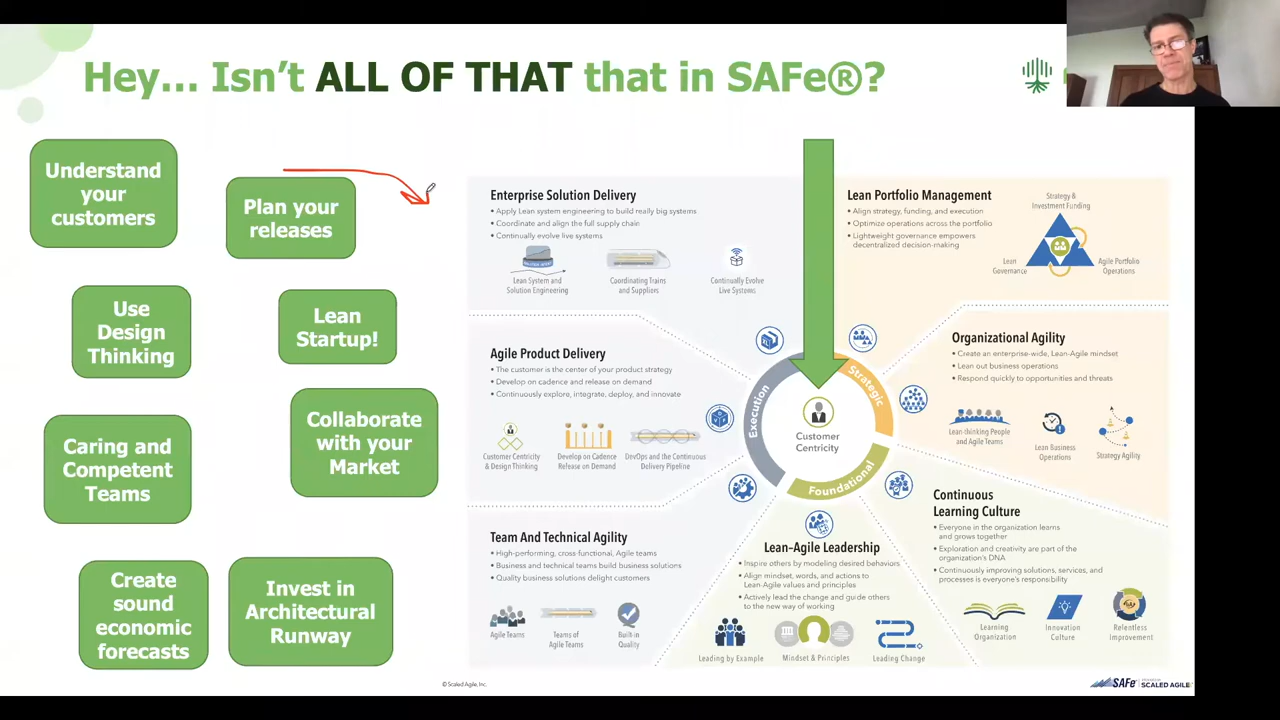 Hey... Isn't ALL OF THAT that in SAFe®?
Understand
your
customers
Plan your
releases
Use
Design
Thinking
Lean
Startup!
Caring and
Competent
Teams
Collaborate
with your
Market
Create
sound
economic
forecasts
Invest in
Architectural
Runway
Enterprise Solution Delivery
• Apply Lean system engineering to build really big systems
• Coordinate and align the full supply chain
• Continually evolve live systems
Lean System and
Solution Engineering
Coordinating Trains
and Suppliers
Continually Evolve
Live Systems
Agile Product Delivery
• The customer is the center of your product strategy
• Develop on cadence and release on demand
• Continuously explore, integrate, deploy, and innovate
Customer Centricity
& Design Thinking
Develop on Cadence
Release on Demand
DevOps and the Continuous
Delivery Pipeline
Team And Technical Agility
• High-performing, cross-functional, Agile teams
• Business and technical teams build business solutions
• Quality business solutions delight customers
Agile Teams
Teams of
Agile Teams
Built-in
Quality
Execution
Strategic
Foundational
Customer
Centricity
Lean-Agile Leadership
• Inspire others by modeling desired behaviors
• Align mindset, words, and actions to
Lean-Agile values and principles
• Actively lead the change and guide others
to the new way of working
Leading by Example
Mindset & Principles
Leading Change
Lean Portfolio Management
• Align strategy, funding, and execution
• Optimize operations across the portfolio
• Lightweight governance empowers
decentralized decision-making
Strategy &
Investment Funding
Lean
Governance
Agile Portfolio
Operations
Organizational Agility
• Create an enterprise-wide, Lean-Agile mindset
• Lean out business operations
• Respond quickly to opportunities and threats
Lean-thinking People
and Agile Teams
Lean Business
Operations
Strategy Agility
Continuous
Learning Culture
• Everyone in the organization learns
and grows together
• Exploration and creativity are part of the
organization's DNA
• Continuously improving solutions, services, and
processes is everyone's responsibility
Learning
Organization
Innovation
Culture
Relentless
Improvement
© Scaled Agile, Inc.
SAFe
SCALED AGILE